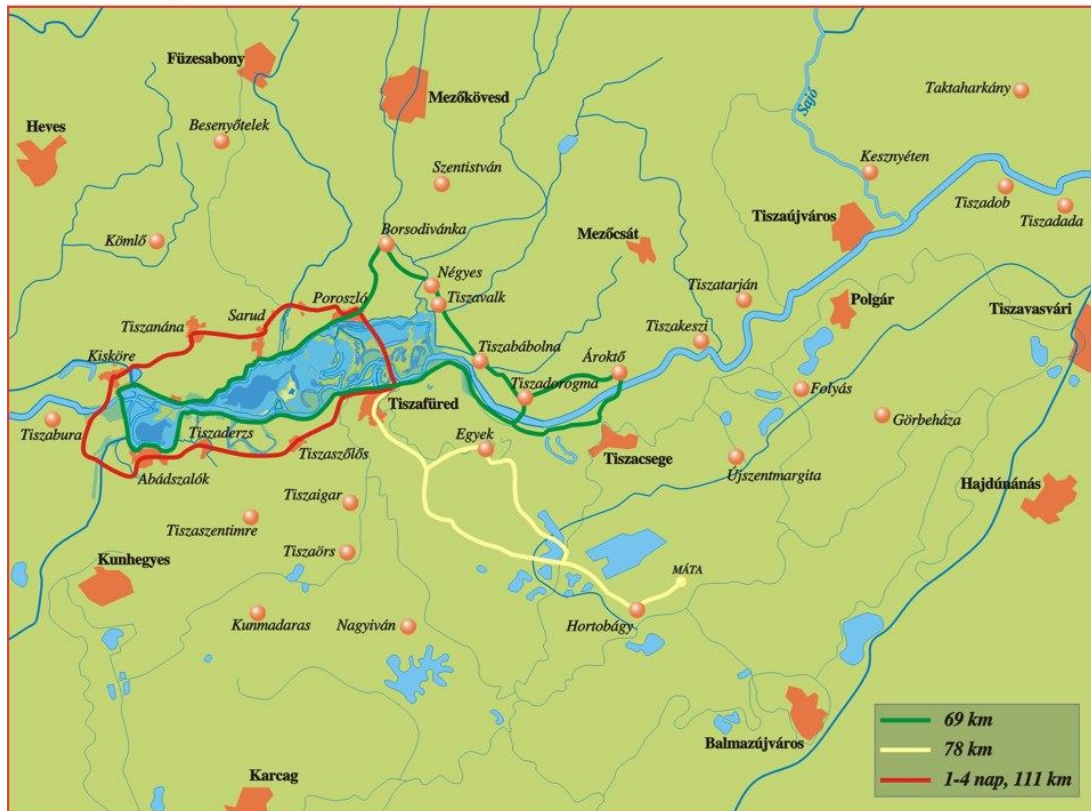 Füzesabony
Mezőkövesd
Taktaharkány
Sajó
Besenyőtelek
Heves
Szentistván
Kesznyéten
Tiszadob
Tiszadada
Tiszaújváros
Borsodivánka
Kömlő
Mezőcsát
Négyes
Tiszatarján
Tiszavalk
Polgár
Poroszló
Tiszavasvári
Sarud
Tiszanána
Tiszakeszi
Kisköre
Tiszabábolna
Ároktő
Tiszadorogma
Folyás
Tiszafüred
Görbeháza
Tiszabura
Tiszaderzs
Egyek
Tiszaszőlős
Tiszacsege
Abádszalók
Újszentmargita
Hajdúnánás
Tiszaigar
Tiszaszentimre
Tiszaörs
Kunhegyes
MÁTA
Kunmadaras
Nagyiván
Hortobágy
Balmazújváros
Karcag
69 km
78 km
1-4 nap, 111 km